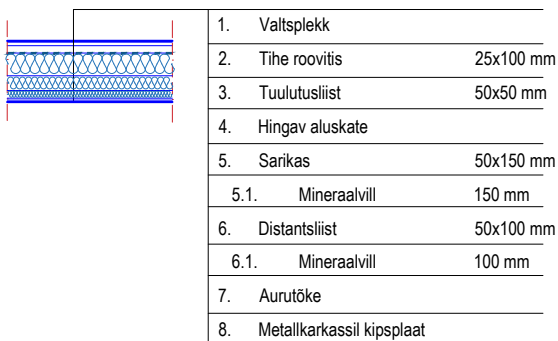 1. Valtsplekk
2. Tihe roovitis 25x100 mm
3. Tuulutusliist 50x50 mm
4. Hingav aluskate
5. Sarikas 50x150 mm
5.1. Mineraalvill 150 mm
6. Distantsliist 50x100 mm
6.1. Mineraalvill 100 mm
7. Aurutõke
8. Metallkarkassil kipsplaat